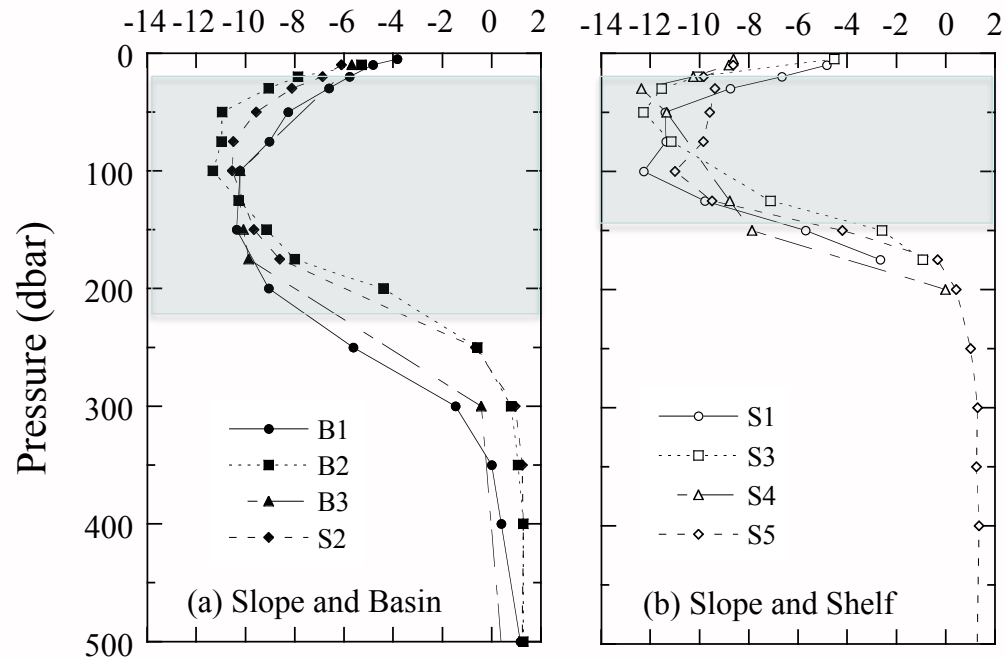 -14 -12 -10 -8 -6 -4 -2 0 2
-14 -12 -10 -8 -6 -4 -2 0 2
0
100
200
300
400
500
Pressure (dbar)
B1
B2
B3
S2
(a) Slope and Basin
S1
S3
S4
S5
(b) Slope and Shelf